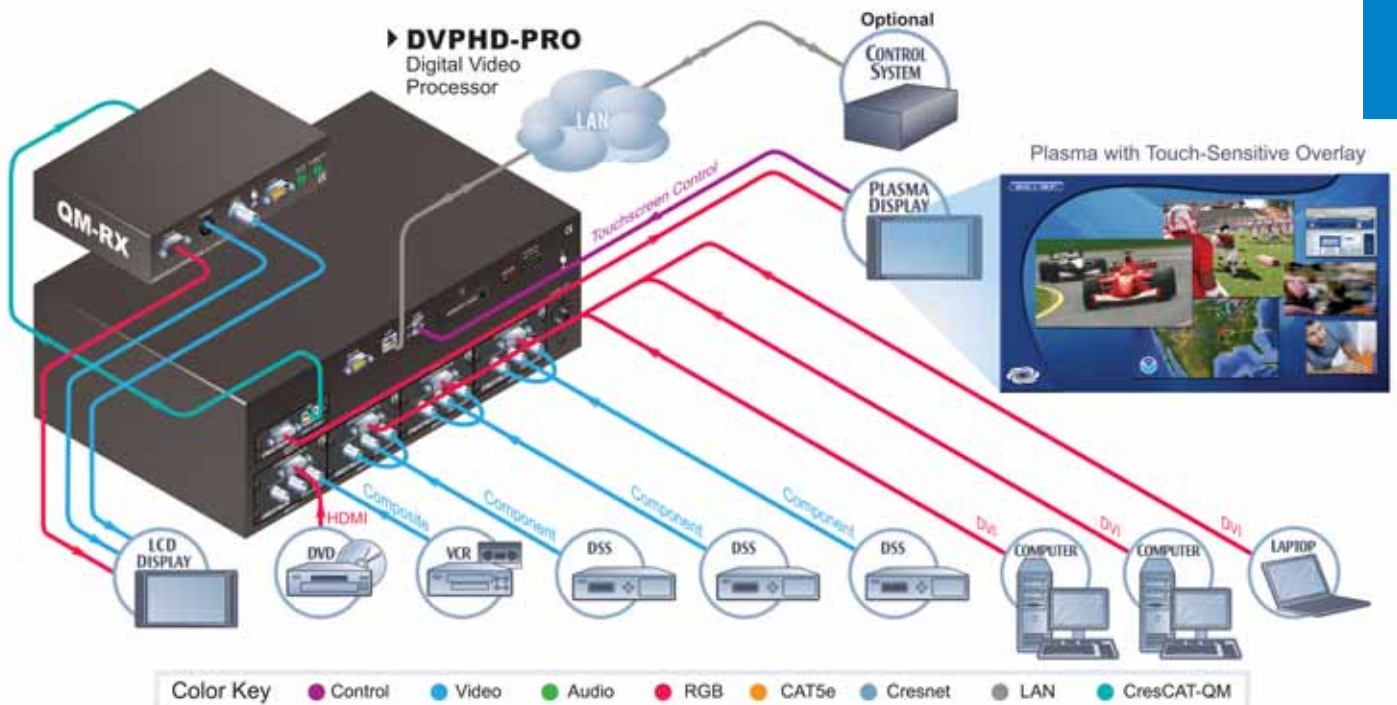 Optional
CONTROL
SYSTEM
DVPHD-PRO
Digital Video
Processor
LAN
Plasma with Touch-Sensitive Overlay
PLASMA
DISPLAY
Touchscreen Control
QM-RX
HDMI
Composite
Component
Component
Component
DVI
DVI
DVI
LCD
DISPLAY
DVD
VCR
DSS
DSS
DSS
COMPUTER
COMPUTER
LAPTOP
Color Key
Control
Video
Audio
RGB
CAT5e
Cresnet
LAN
CresCAT-QM